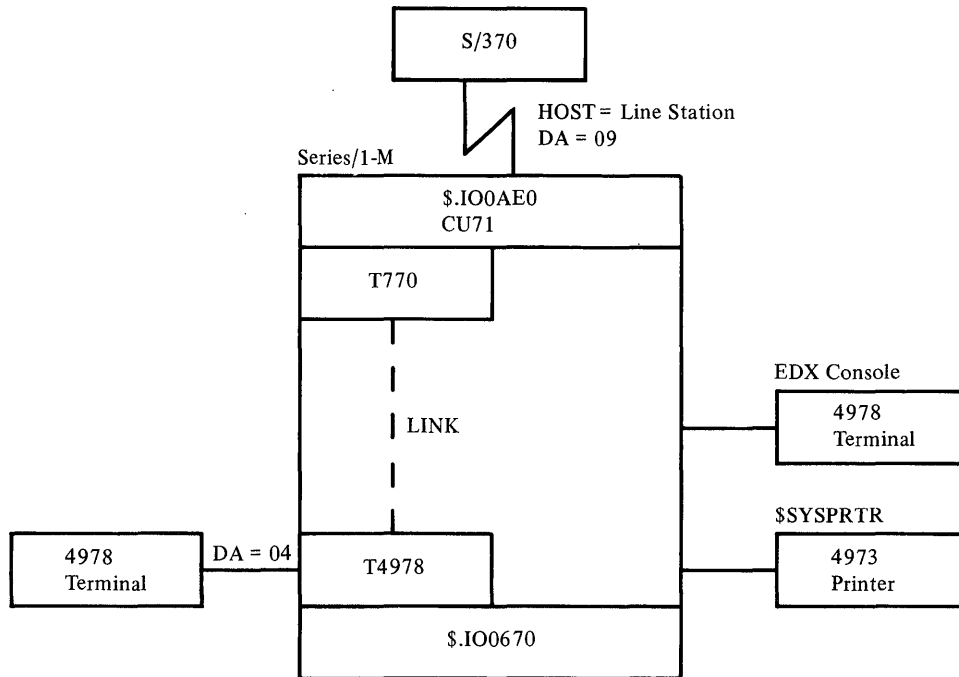 S/370
HOST = Line Station
DA = 09
Series/1-M
$.IO0AE0
CU71
T770
LINK
EDX Console
4978
Terminal
$SYSPRTR
4973
Printer
4978
Terminal
DA = 04
T4978
$.IO0670